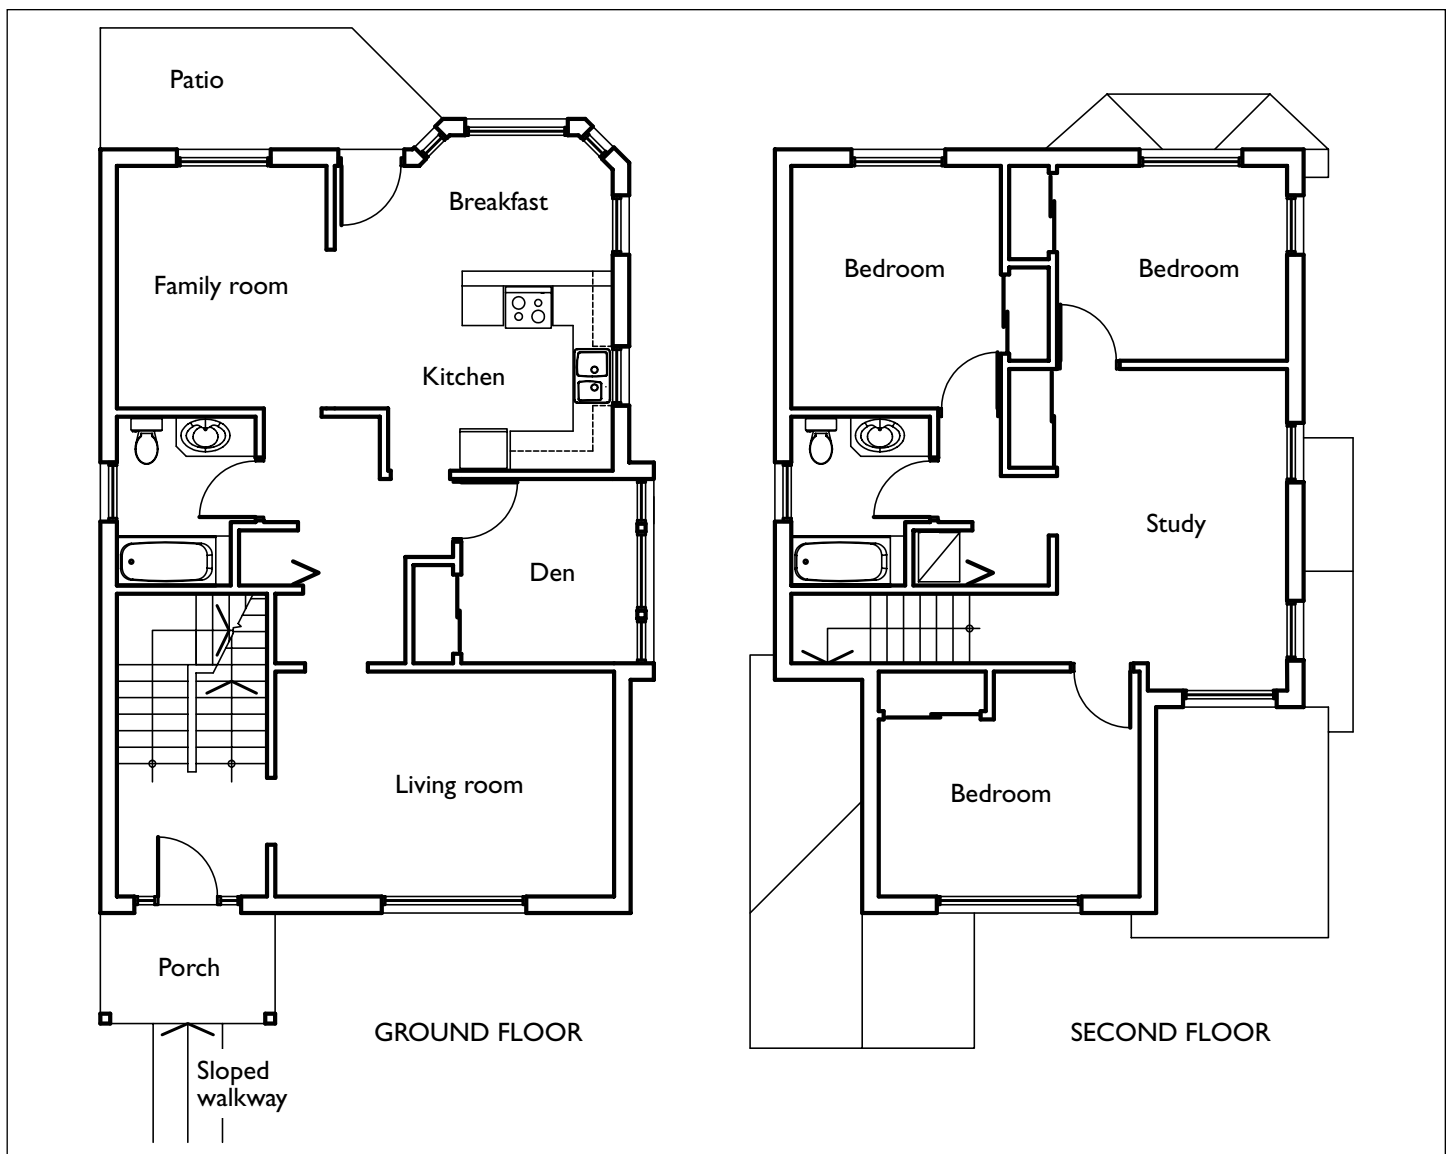 Patio
Breakfast
Family room
Kitchen
Den
Living room
Porch
GROUND FLOOR
Sloped
walkway
Bedroom
Bedroom
Study
Bedroom
SECOND FLOOR